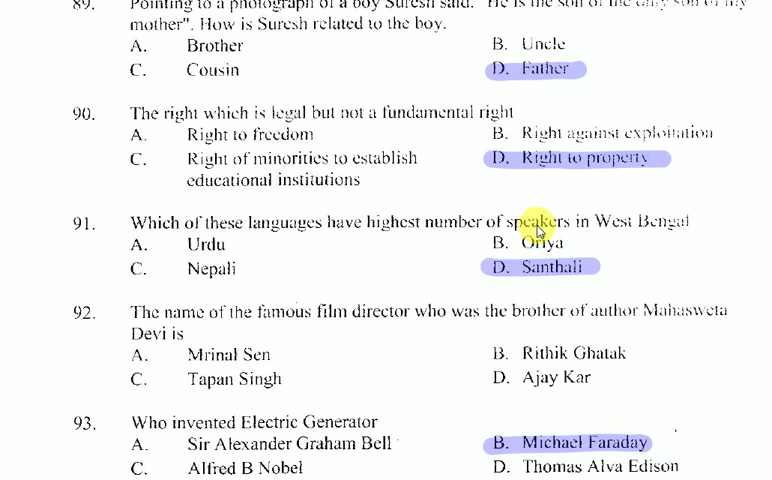 89. Pointing to a photograph of a boy Suresh said. "He is the son of the only son of my
mother". How is Suresh related to the boy.
A. Brother B. Uncle
C. Cousin D. Father
90. The right which is legal but not a fundamental right
A. Right to freedom B. Right against exploitation
C. Right of minorities to establish D. Right to property
educational institutions
91. Which of these languages have highest number of speakers in West Bengal
A. Urdu B. Oriya
C. Nepali D. Santhali
92. The name of the famous film director who was the brother of author Mahasweta
Devi is
A. Mrinal Sen B. Rithik Ghatak
C. Tapan Singh D. Ajay Kar
93. Who invented Electric Generator
A. Sir Alexander Graham Bell B. Michael Faraday
C. Alfred B Nobel D. Thomas Alva Edison